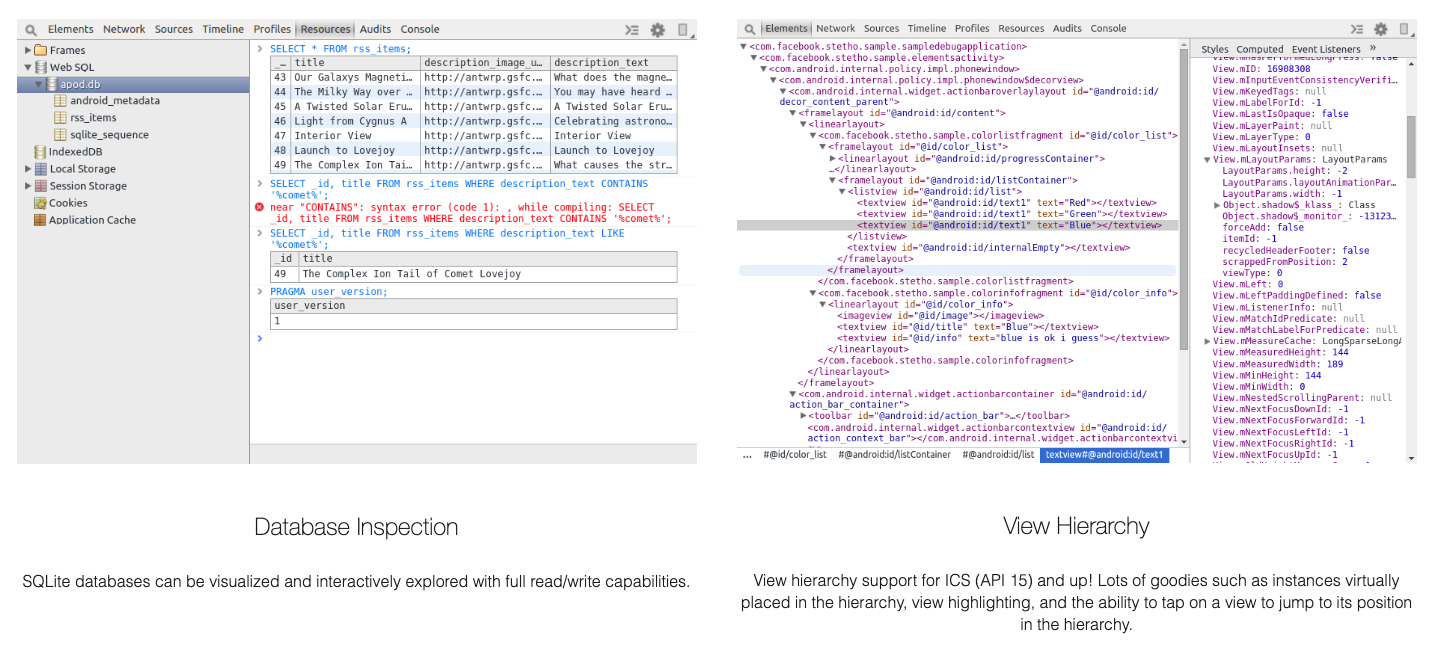 Elements Network Sources Timeline Profiles Resources Audits Console
Frames
Web SQL
apod.db
android_metadata
rss_items
sqlite_sequence
IndexedDB
Local Storage
Session Storage
Cookies
Application Cache
> SELECT * FROM rss_items;
_… title description_image_u… description_text
43 Our Galaxys Magneti… http://antwrp.gsfc.… What does the magne…
44 The Milky Way over … http://antwrp.gsfc.… You may have heard …
45 A Twisted Solar Eru… http://antwrp.gsfc.… A Twisted Solar Eru…
46 Light from Cygnus A http://antwrp.gsfc.… Celebrating astrono…
47 Interior View http://antwrp.gsfc.… Interior View
48 Launch to Lovejoy http://antwrp.gsfc.… Launch to Lovejoy
49 The Complex Ion Tai… http://antwrp.gsfc.… What causes the str…
> SELECT _id, title FROM rss_items WHERE description_text CONTAINS
'%comet%';
near "CONTAINS": syntax error (code 1): , while compiling: SELECT
_id, title FROM rss_items WHERE description_text CONTAINS '%comet%';
> SELECT _id, title FROM rss_items WHERE description_text LIKE
'%comet%';
_id title
49 The Complex Ion Tail of Comet Lovejoy
> PRAGMA user_version;
user_version
1
>
Database Inspection
SQLite databases can be visualized and interactively explored with full read/write capabilities.
Elements Network Sources Timeline Profiles Resources Audits Console
<com.facebook.stetho.sample.sampledebugapplication>
<com.facebook.stetho.sample.elementsactivity>
<com.android.internal.policy.impl.phonewindow>
<com.android.internal.policy.impl.phonewindow$decorview>
<com.android.internal.widget.actionbaroverlaylayout id="@android:id/
decor_content_parent">
<framelayout id="@android:id/content">
<linearlayout>
<com.facebook.stetho.sample.colorlistfragment id="@id/color_list">
<framelayout id="@id/color_list">
<linearlayout id="@android:id/progressContainer">
…</linearlayout>
<framelayout id="@android:id/listContainer">
<listview id="@android:id/list">
<textview id="@android:id/text1" text="Red"></textview>
<textview id="@android:id/text1" text="Green"></textview>
<textview id="@android:id/text1" text="Blue"></textview>
</listview>
<textview id="@android:id/internalEmpty"></textview>
</framelayout>
</framelayout>
</com.facebook.stetho.sample.colorlistfragment>
<com.facebook.stetho.sample.colorinfofragment id="@id/color_info">
<linearlayout id="@id/color_info">
<imageview id="@id/image"></imageview>
<textview id="@id/title" text="Blue"></textview>
<textview id="@id/info" text="blue is ok i guess"></textview>
</linearlayout>
</com.facebook.stetho.sample.colorinfofragment>
</linearlayout>
</framelayout>
<com.android.internal.widget.actionbarcontainer id="@android:id/
action_bar_container">
<toolbar id="@android:id/action_bar">…</toolbar>
<com.android.internal.widget.actionbarcontextview id="@android:id/
action_context_bar"></com.android.internal.widget.actionbarcontextvi
... #@id/color_list #@android:id/listContainer #@android:id/list textview#@android:id/text1
Styles Computed Event Listeners »
View.mID: 16908308
View.mInputEventConsistencyVerifi…
View.mKeyedTags: null
View.mLabelForId: -1
View.mLastIsOpaque: false
View.mLayerPaint: null
View.mLayerType: 0
View.mLayoutInsets: null
View.mLayoutParams: LayoutParams
LayoutParams.height: -2
LayoutParams.layoutAnimationPar…
LayoutParams.width: -1
Object.shadow$_klass_: Class
Object.shadow$_monitor_: -13123…
forceAdd: false
itemId: -1
recycledHeaderFooter: false
scrappedFromPosition: 2
viewType: 0
View.mLeft: 0
View.mLeftPaddingDefined: false
View.mListenerInfo: null
View.mMatchIdPredicate: null
View.mMatchLabelForPredicate: null
View.mMeasureCache: LongSparseLongA
View.mMeasuredHeight: 144
View.mMeasuredWidth: 189
View.mMinHeight: 144
View.mMinWidth: 0
View.mNestedScrollingParent: null
View.mNextFocusDownId: -1
View.mNextFocusForwardId: -1
View.mNextFocusLeftId: -1
View.mNextFocusRightId: -1
View.mNextFocusUpId: -1
View Hierarchy
View hierarchy support for ICS (API 15) and up! Lots of goodies such as instances virtually
placed in the hierarchy, view highlighting, and the ability to tap on a view to jump to its position
in the hierarchy.